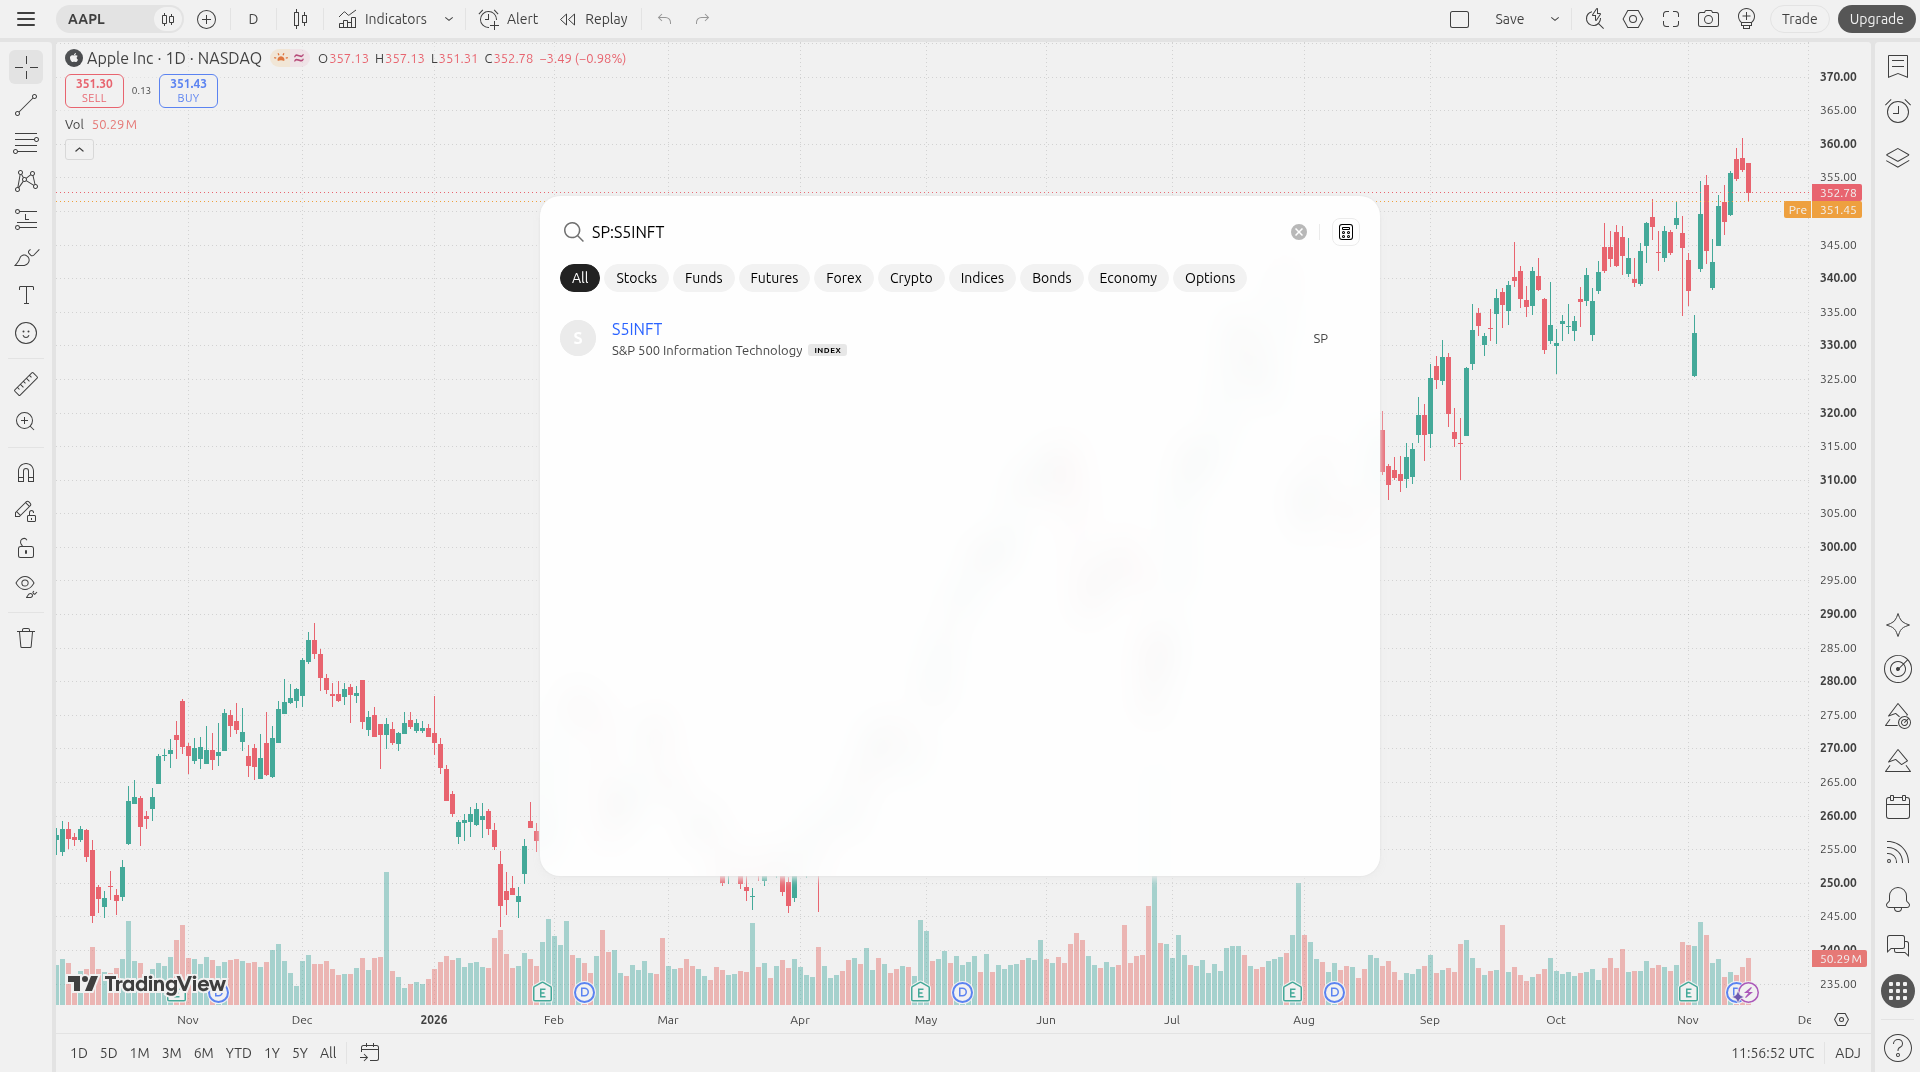 AAPL
D
Indicators
Alert
Replay
Save
Trade
Upgrade
Apple Inc · 1D · NASDAQ
O357.13 H357.13 L351.31 C352.78 −3.49 (−0.98%)
351.30
SELL
0.13
351.43
BUY
Vol 50.29 M
SP:S5INFT
All
Stocks
Funds
Futures
Forex
Crypto
Indices
Bonds
Economy
Options
S
S5INFT
S&P 500 Information Technology INDEX
SP
370.00
365.00
360.00
355.00
352.78
Pre 351.45
345.00
340.00
335.00
330.00
325.00
320.00
315.00
310.00
305.00
300.00
295.00
290.00
285.00
280.00
275.00
270.00
265.00
260.00
255.00
250.00
245.00
240.00
50.29 M
235.00
TradingView
E
D
E
D
E
D
E
D
E
D
Nov
Dec
2026
Feb
Mar
Apr
May
Jun
Jul
Aug
Sep
Oct
Nov
De
1D 5D 1M 3M 6M YTD 1Y 5Y All
11:56:52 UTC
ADJ